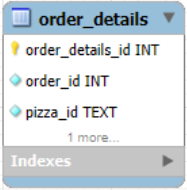 order_details
order_details_id INT
order_id INT
pizza_id TEXT
1 more...
Indexes